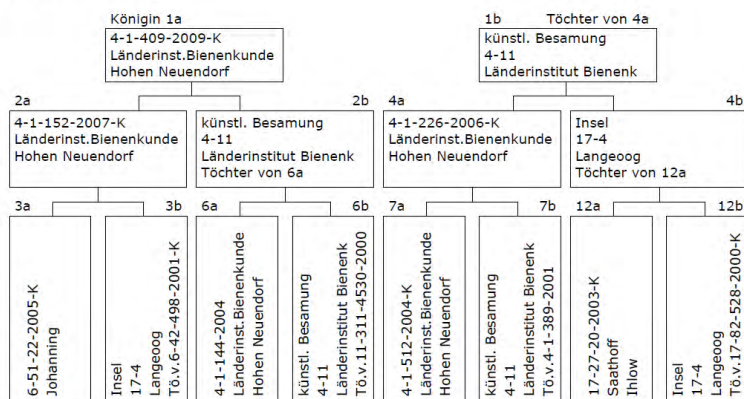 Königin 1a
4-1-409-2009-K
Länderinst.Bienenkunde
Hohen Neuendorf
1b Töchter von 4a
künstl. Besamung
4-11
Länderinstitut Bienenk
2a
4-1-152-2007-K
Länderinst.Bienenkunde
Hohen Neuendorf
2b
künstl. Besamung
4-11
Länderinstitut Bienenk
Töchter von 6a
4a
4-1-226-2006-K
Länderinst.Bienenkunde
Hohen Neuendorf
4b
Insel
17-4
Langeoog
Töchter von 12a
3a
6-51-22-2005-K
Johanning
3b
Insel
17-4
Langeoog
Tö.v.6-42-498-2001-K
6a
4-1-144-2004
Länderinst.Bienenkunde
Hohen Neuendorf
6b
künstl. Besamung
4-11
Länderinstitut Bienenk
Tö.v.11-311-4530-2000
7a
4-1-512-2004-K
Länderinst.Bienenkunde
Hohen Neuendorf
7b
künstl. Besamung
4-11
Länderinstitut Bienenk
Tö.v.4-1-389-2001
12a
17-27-20-2003-K
Saathoff
Ihlow
12b
Insel
17-4
Langeoog
Tö.v.17-82-528-2000-K